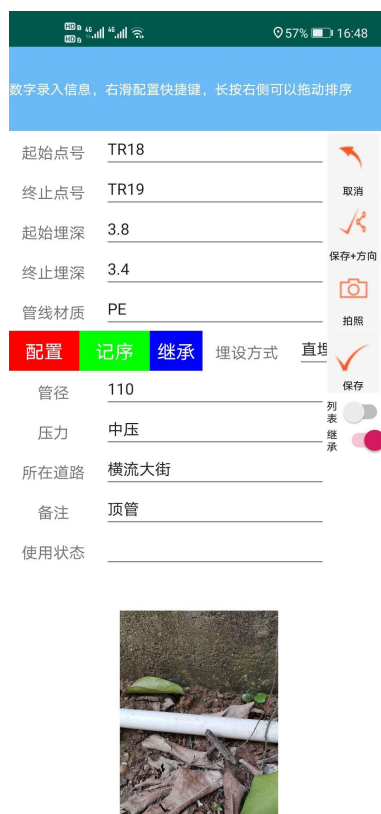 57% 16:48
数字录入信息，右滑配置快捷键，长按右侧可以拖动排序
起始点号 TR18
取消
终止点号 TR19
起始埋深 3.8
保存+方向
终止埋深 3.4
拍照
管线材质 PE
配置 记序 继承 埋设方式 直埋
保存
管径 110
列表
压力 中压
继承
所在道路 横流大街
备注 顶管
使用状态